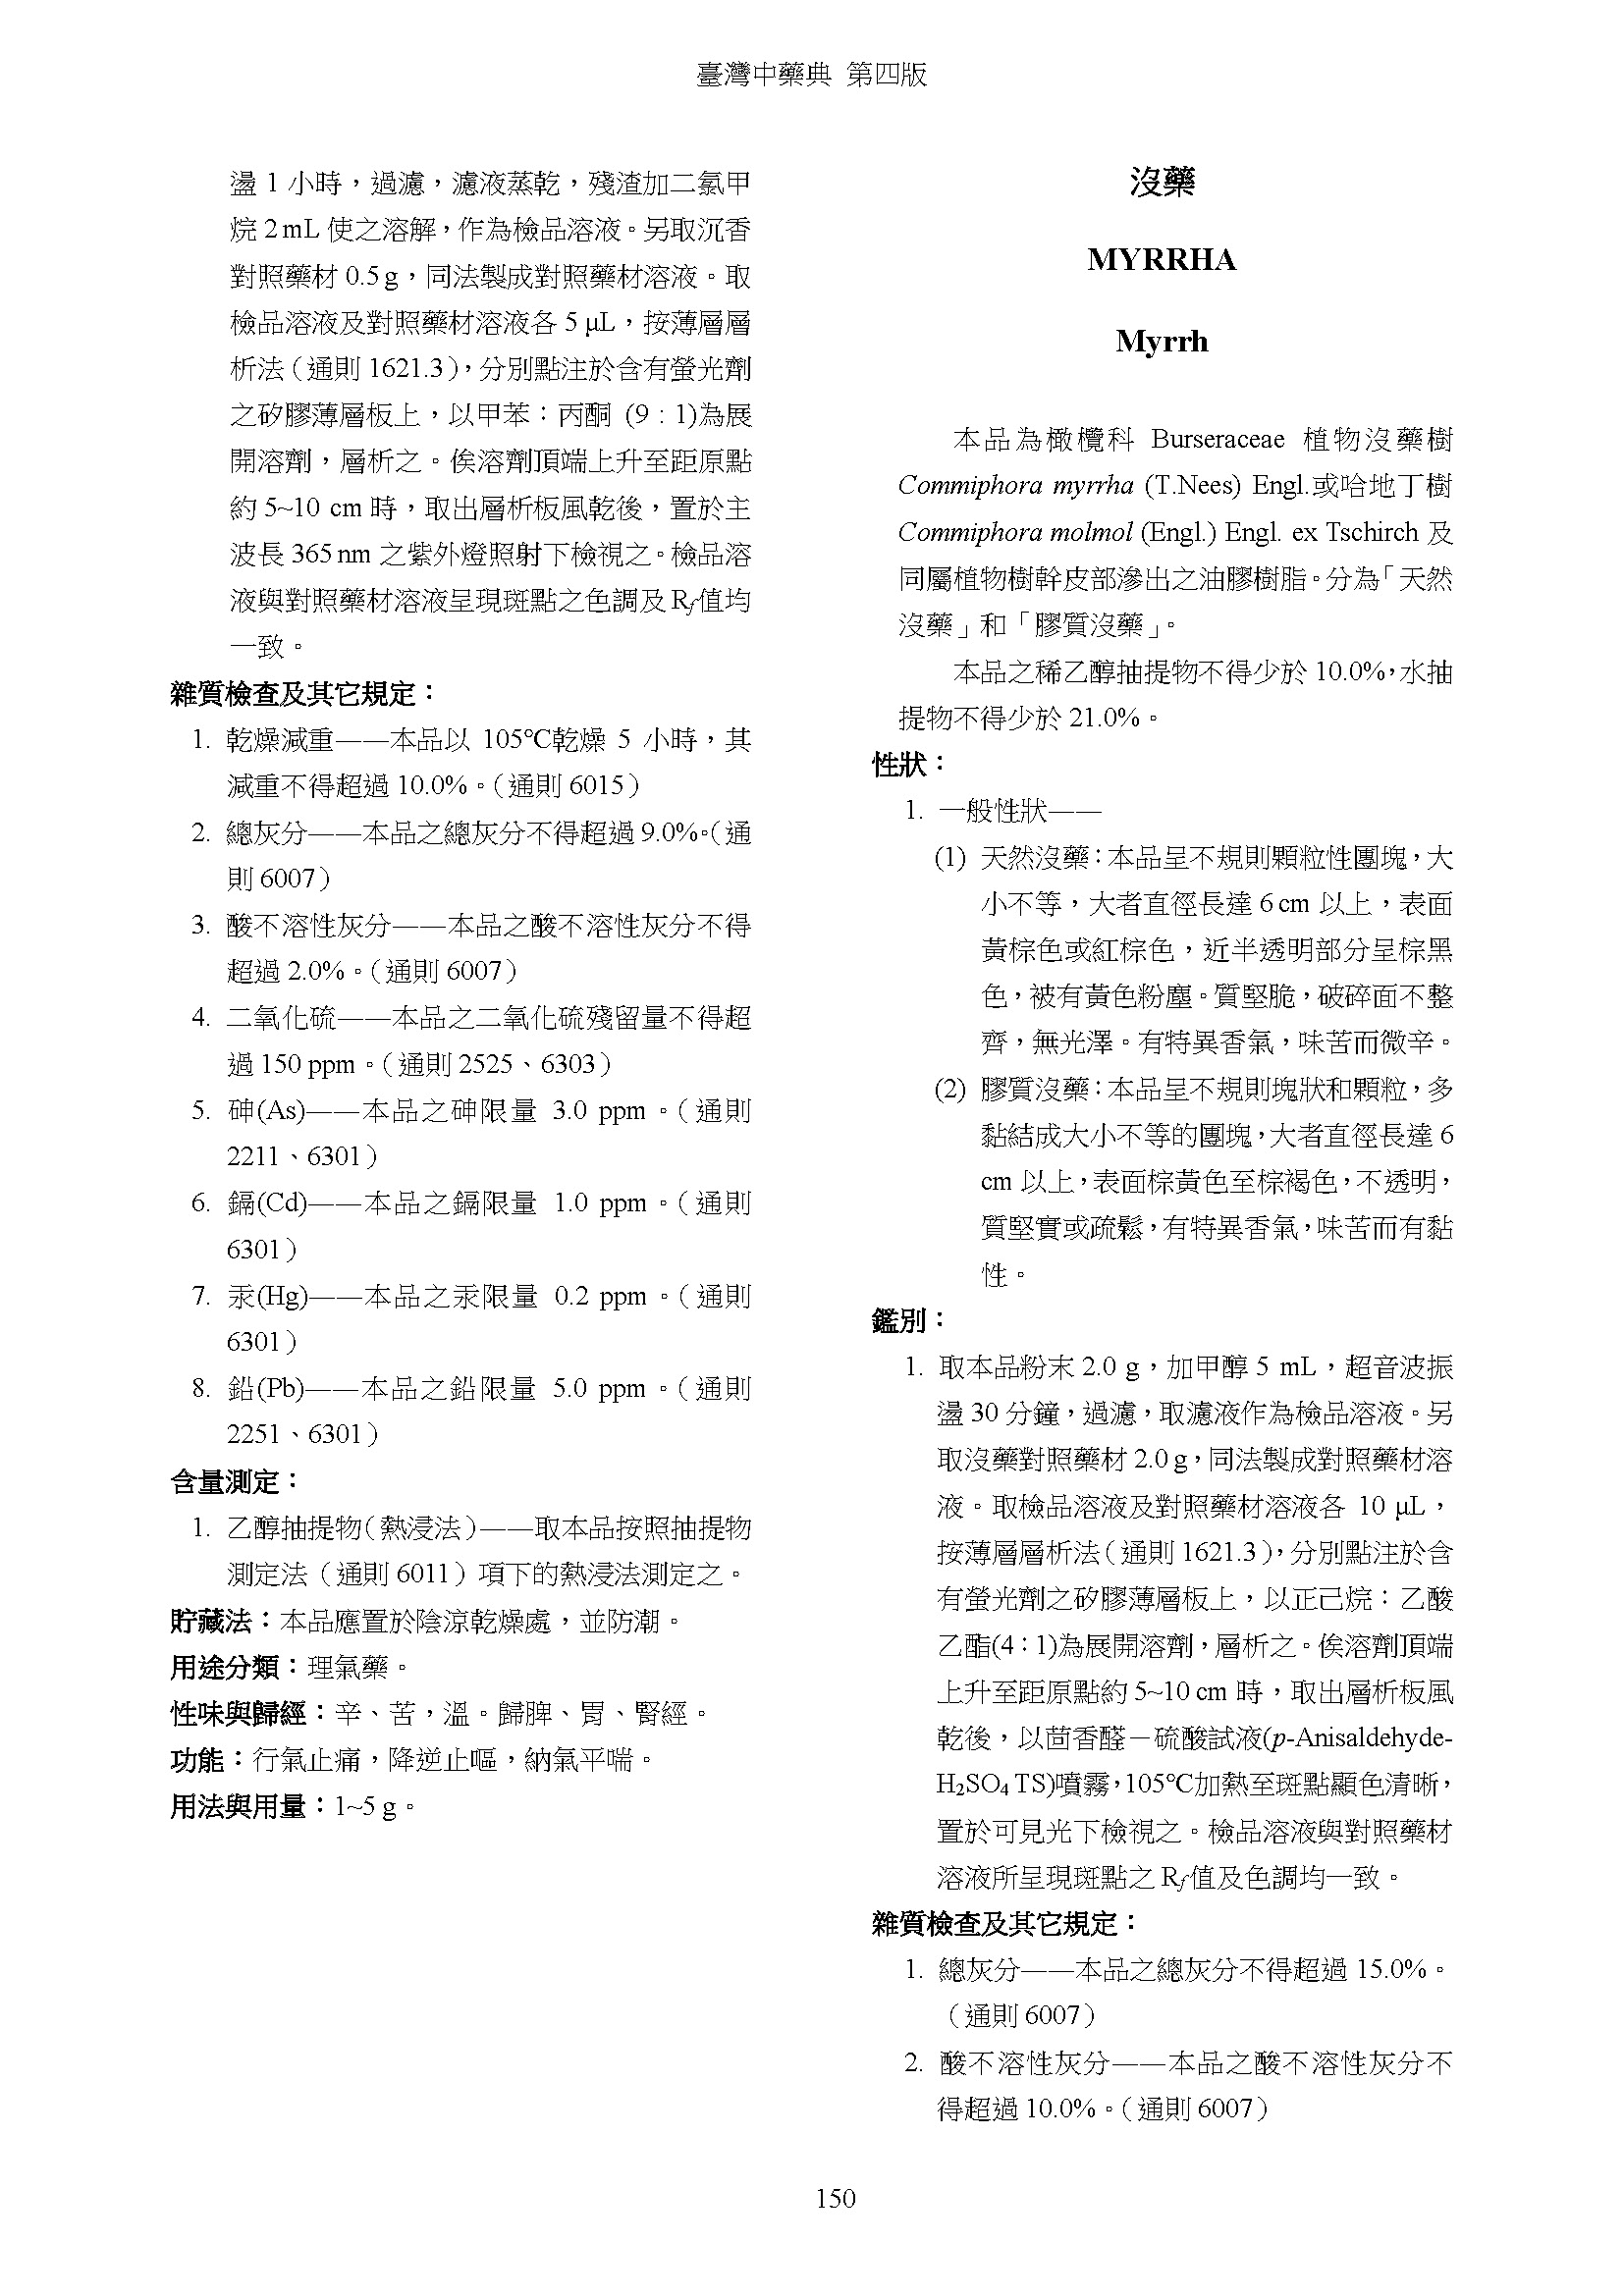 臺灣中藥典 第四版
盪 1 小時，過濾，濾液蒸乾，殘渣加二氯甲
烷 2 mL 使之溶解，作為檢品溶液。另取沉香
對照藥材 0.5 g，同法製成對照藥材溶液。取
檢品溶液及對照藥材溶液各 5 μL，按薄層層
析法（通則 1621.3），分別點注於含有螢光劑
之矽膠薄層板上，以甲苯：丙酮 (9：1)為展
開溶劑，層析之。俟溶劑頂端上升至距原點
約 5~10 cm 時，取出層析板風乾後，置於主
波長 365 nm 之紫外燈照射下檢視之。檢品溶
液與對照藥材溶液呈現斑點之色調及 Rf值均
一致。
雜質檢查及其它規定：
1. 乾燥減重——本品以 105℃乾燥 5 小時，其
減重不得超過 10.0%。（通則 6015）
2. 總灰分——本品之總灰分不得超過 9.0%。（通
則 6007）
3. 酸不溶性灰分——本品之酸不溶性灰分不得
超過 2.0%。（通則 6007）
4. 二氧化硫——本品之二氧化硫殘留量不得超
過 150 ppm。（通則 2525、6303）
5. 砷(As)——本品之砷限量 3.0 ppm。（通則
2211、6301）
6. 鎘(Cd)——本品之鎘限量 1.0 ppm。（通則
6301）
7. 汞(Hg)——本品之汞限量 0.2 ppm。（通則
6301）
8. 鉛(Pb)——本品之鉛限量 5.0 ppm。（通則
2251、6301）
含量測定：
1. 乙醇抽提物（熱浸法）——取本品按照抽提物
測定法（通則 6011）項下的熱浸法測定之。
貯藏法：本品應置於陰涼乾燥處，並防潮。
用途分類：理氣藥。
性味與歸經：辛、苦，溫。歸脾、胃、腎經。
功能：行氣止痛，降逆止嘔，納氣平喘。
用法與用量：1~5 g。
沒藥
MYRRHA
Myrrh
本品為橄欖科 Burseraceae 植物沒藥樹
Commiphora myrrha (T.Nees) Engl.或哈地丁樹
Commiphora molmol (Engl.) Engl. ex Tschirch 及
同屬植物樹幹皮部滲出之油膠樹脂。分為「天然
沒藥」和「膠質沒藥」。
本品之稀乙醇抽提物不得少於 10.0%，水抽
提物不得少於 21.0%。
性狀：
1. 一般性狀——
(1) 天然沒藥：本品呈不規則顆粒性團塊，大
小不等，大者直徑長達 6 cm 以上，表面
黃棕色或紅棕色，近半透明部分呈棕黑
色，被有黃色粉塵。質堅脆，破碎面不整
齊，無光澤。有特異香氣，味苦而微辛。
(2) 膠質沒藥：本品呈不規則塊狀和顆粒，多
黏結成大小不等的團塊，大者直徑長達 6
cm 以上，表面棕黃色至棕褐色，不透明，
質堅實或疏鬆，有特異香氣，味苦而有黏
性。
鑑別：
1. 取本品粉末 2.0 g，加甲醇 5 mL，超音波振
盪 30 分鐘，過濾，取濾液作為檢品溶液。另
取沒藥對照藥材 2.0 g，同法製成對照藥材溶
液。取檢品溶液及對照藥材溶液各 10 μL，
按薄層層析法（通則 1621.3），分別點注於含
有螢光劑之矽膠薄層板上，以正己烷：乙酸
乙酯(4：1)為展開溶劑，層析之。俟溶劑頂端
上升至距原點約 5~10 cm 時，取出層析板風
乾後，以茴香醛－硫酸試液(p-Anisaldehyde-
H₂SO₄ TS)噴霧，105℃加熱至斑點顯色清晰，
置於可見光下檢視之。檢品溶液與對照藥材
溶液所呈現斑點之 Rf值及色調均一致。
雜質檢查及其它規定：
1. 總灰分——本品之總灰分不得超過 15.0%。
（通則 6007）
2. 酸不溶性灰分——本品之酸不溶性灰分不
得超過 10.0%。（通則 6007）
150